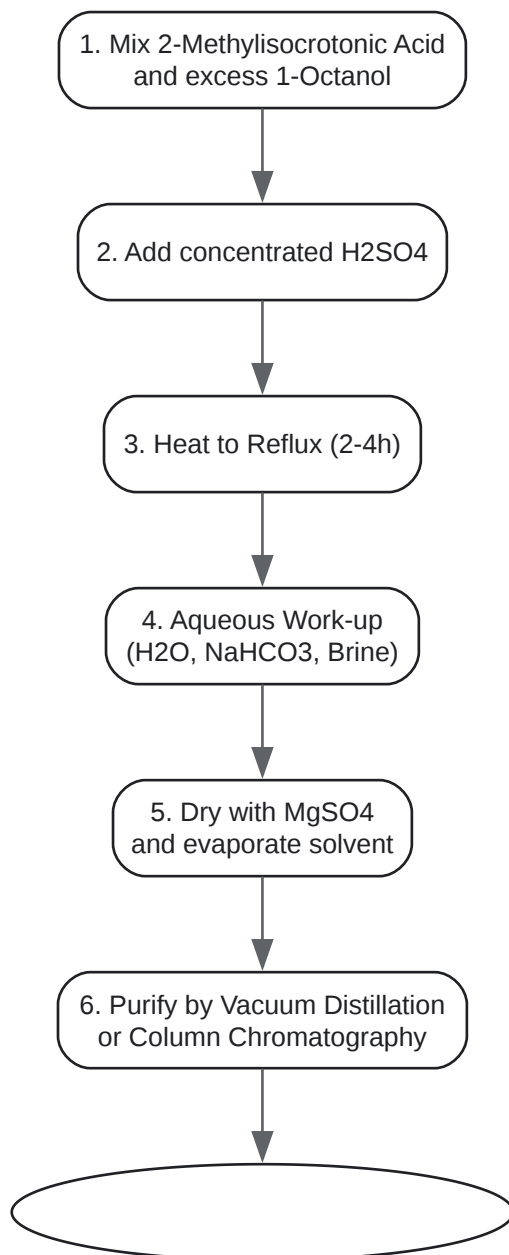 1. Mix 2-Methylisocrotonic Acid
and excess 1-Octanol
2. Add concentrated H2SO4
3. Heat to Reflux (2-4h)
4. Aqueous Work-up
(H2O, NaHCO3, Brine)
5. Dry with MgSO4
and evaporate solvent
6. Purify by Vacuum Distillation
or Column Chromatography